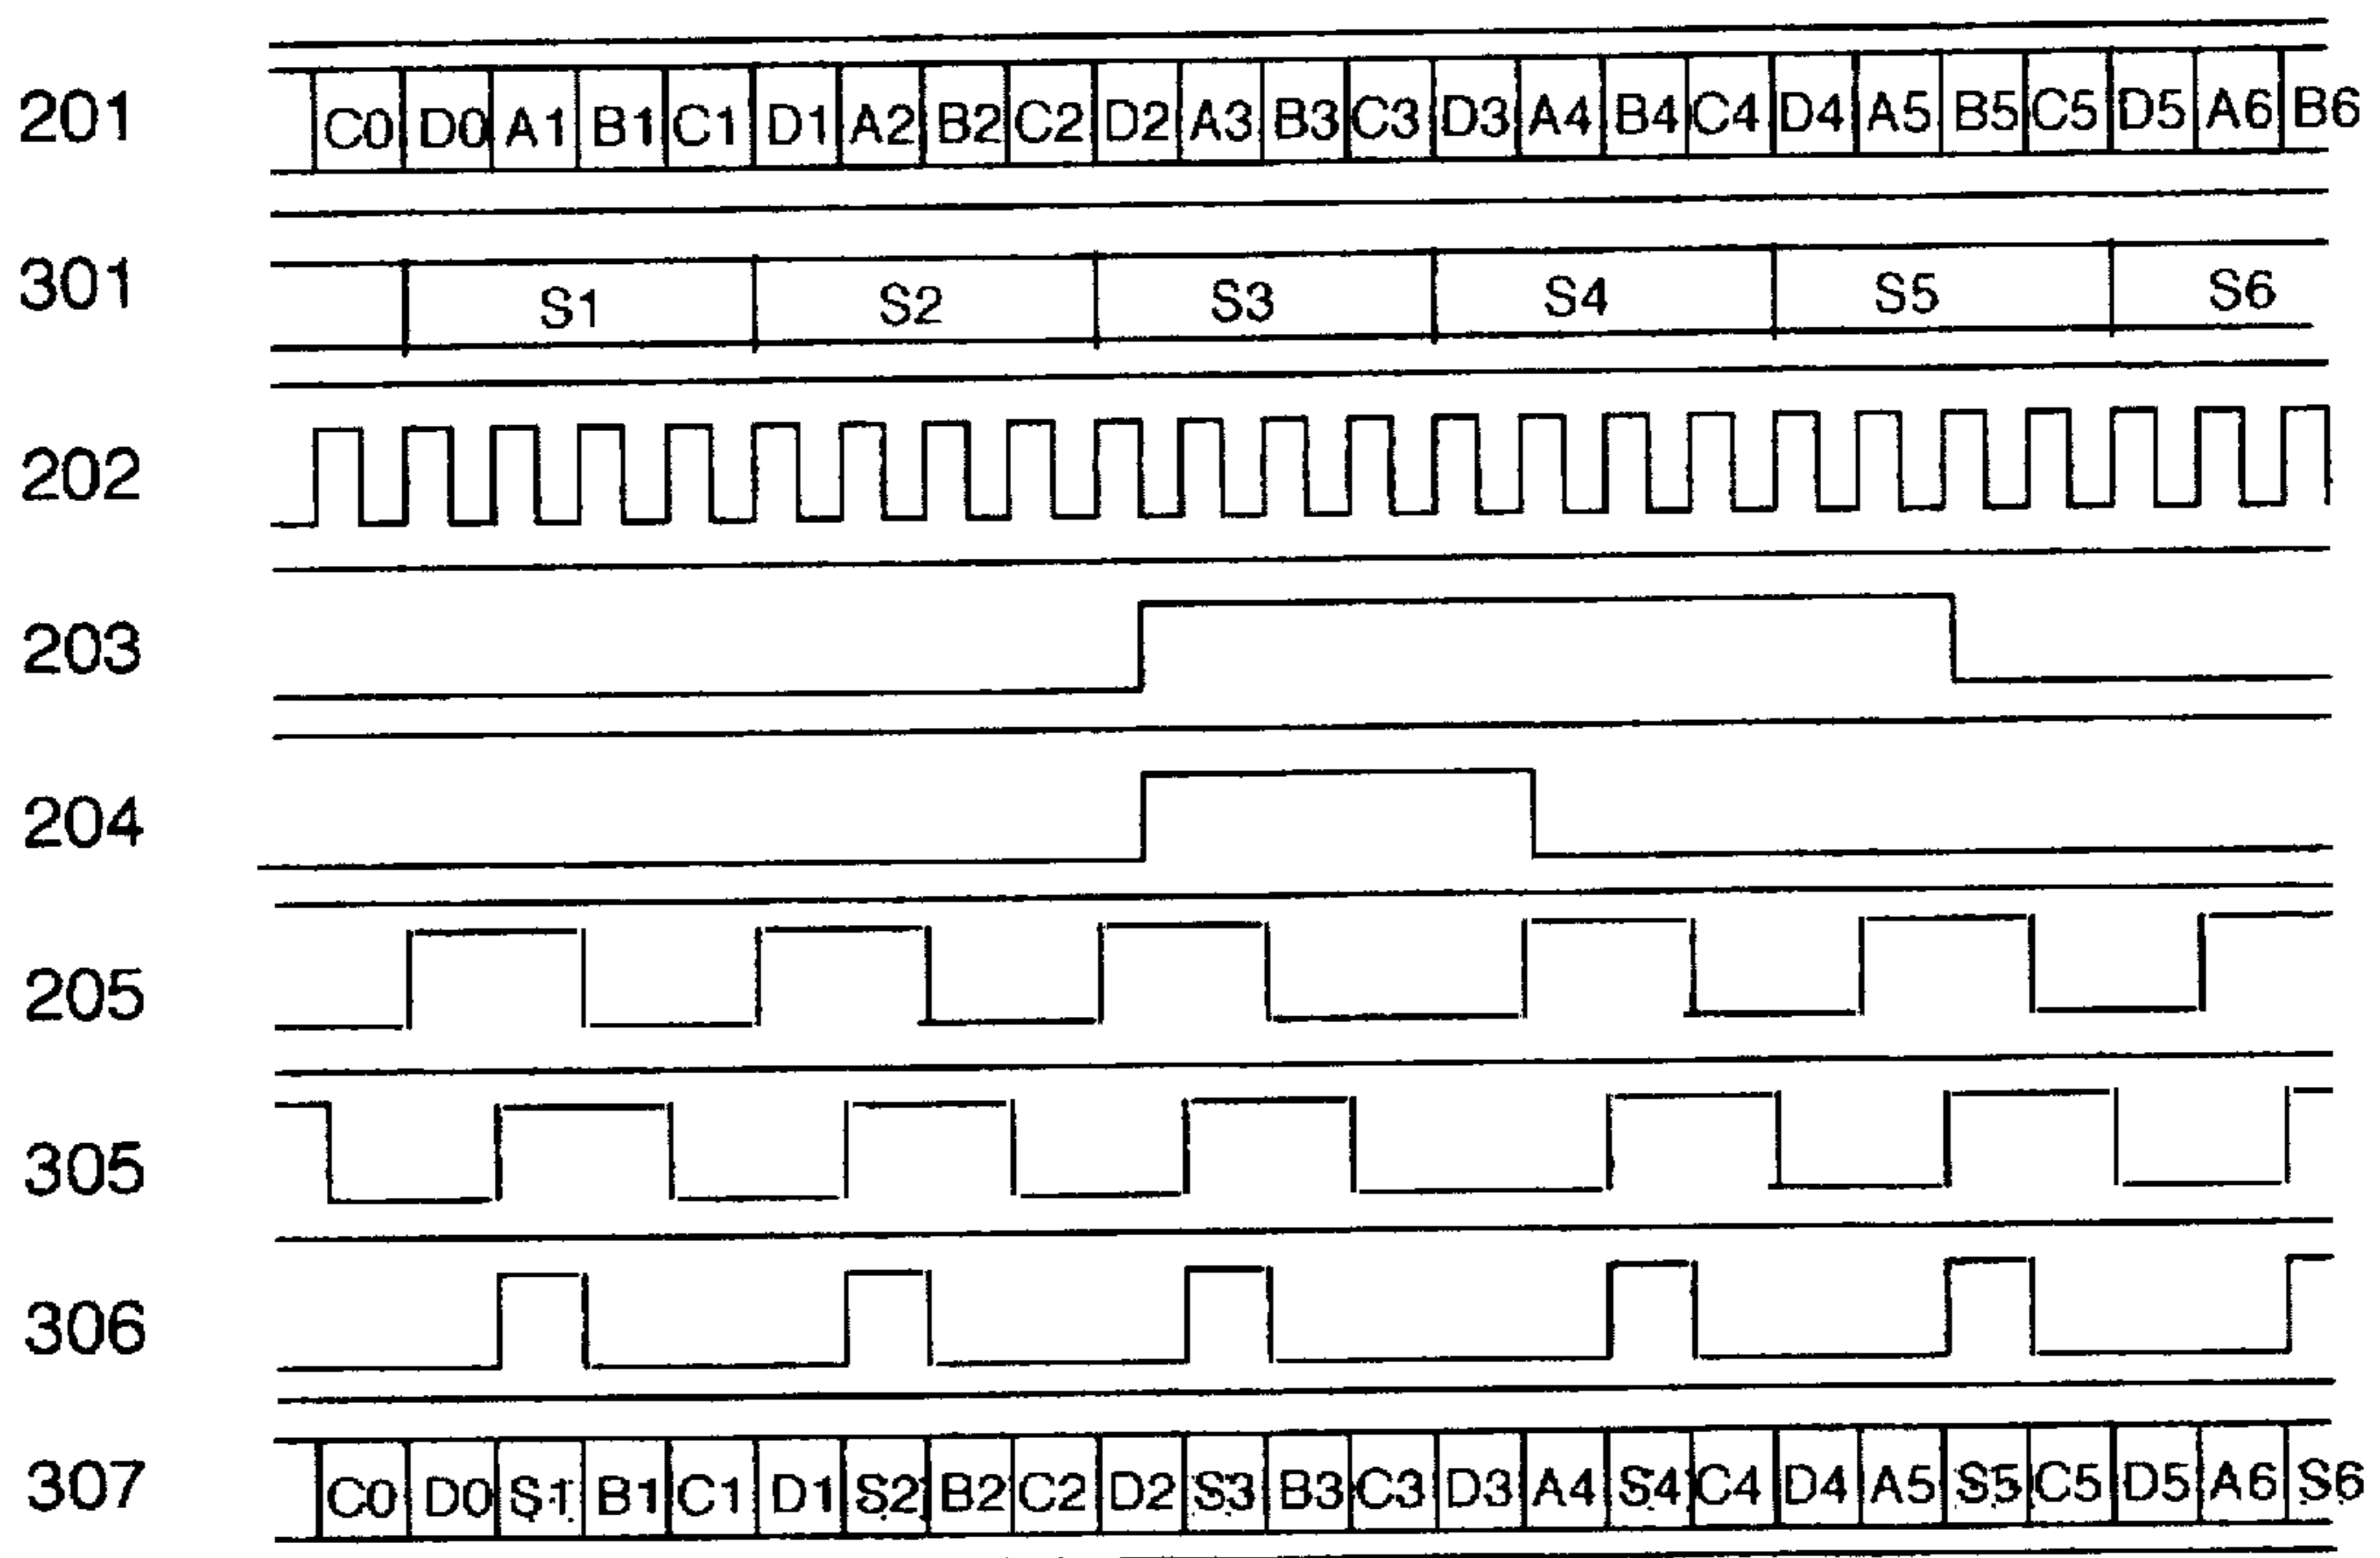 201 C0 D0 A1 B1 C1 D1 A2 B2 C2 D2 A3 B3 C3 D3 A4 B4 C4 D4 A5 B5 C5 D5 A6 B6
301 S1 S2 S3 S4 S5 S6
202
203
204
205
305
306
307 C0 D0 S1 B1 C1 D1 S2 B2 C2 D2 S3 B3 C3 D3 A4 S4 C4 D4 A5 S5 C5 D5 A6 S6